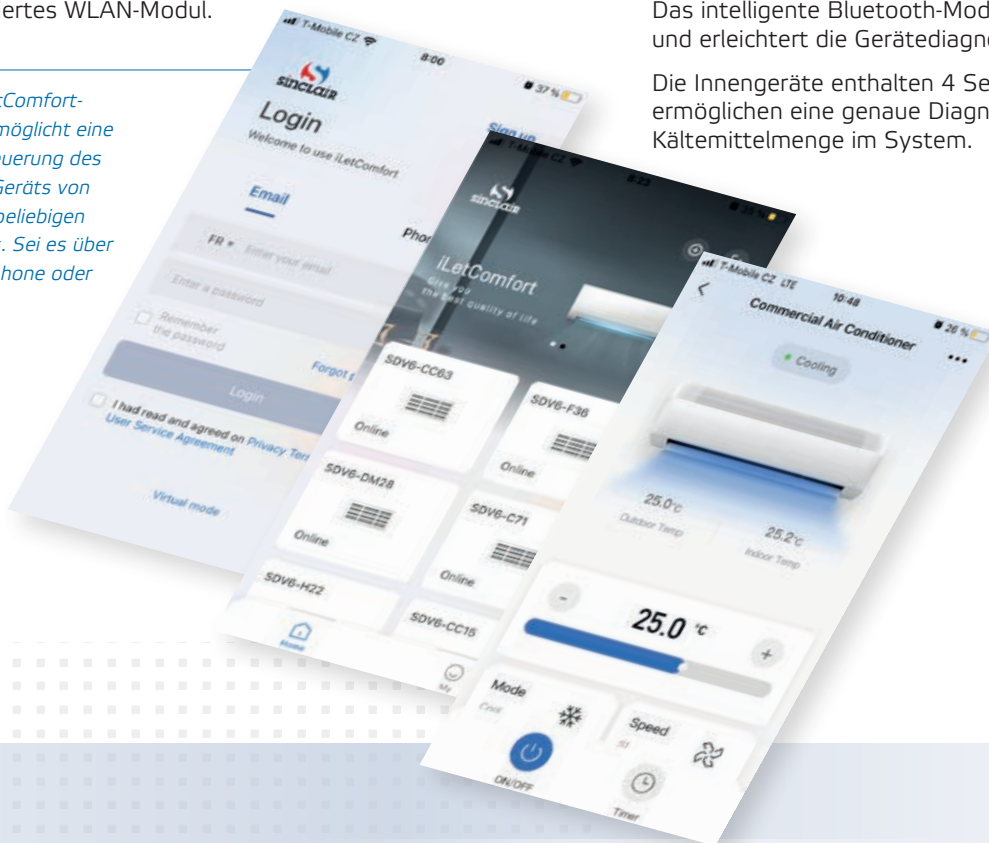 iertes WLAN-Modul.
tComfort-
möglicht eine
euerung des
Geräts von
beliebigen
. Sei es über
hone oder
Das intelligente Bluetooth-Mod
und erleichtert die Gerätediagn
Die Innengeräte enthalten 4 Se
ermöglichen eine genaue Diagn
Kältemittelmenge im System.
T-Mobile CZ
8:00
37 %
sinclair
Sign up
Login
Welcome to use iLetComfort
Email
Phon
FR
Enter your email
Enter a password
Remember
the password
Forgot
Login
I had read and agreed on Privacy Ter
User Service Agreement
Virtual mode
T-Mobile CZ
8:23
sinclair
iLetComfort
Give you
the best quality of life
SDV6-CC63
Online
SDV6-F36
Online
SDV6-DM28
Online
SDV6-C71
Online
SDV6-H22
SDV6-CC15
Home
My
T-Mobile CZ LTE
10:48
26 %
Commercial Air Conditioner
Cooling
25.0°c
Outdoor Temp
25.2°c
Indoor Temp
-
25.0 °c
+
Mode
Cool
Speed
ON/OFF
Timer